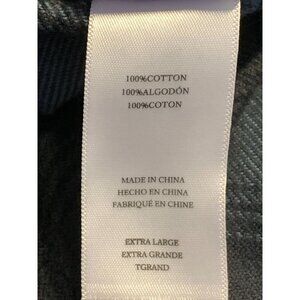 100%COTTON
100%ALGODÓN
100%COTON
MADE IN CHINA
HECHO EN CHINA
FABRIQUÉ EN CHINE
EXTRA LARGE
EXTRA GRANDE
TGRAND